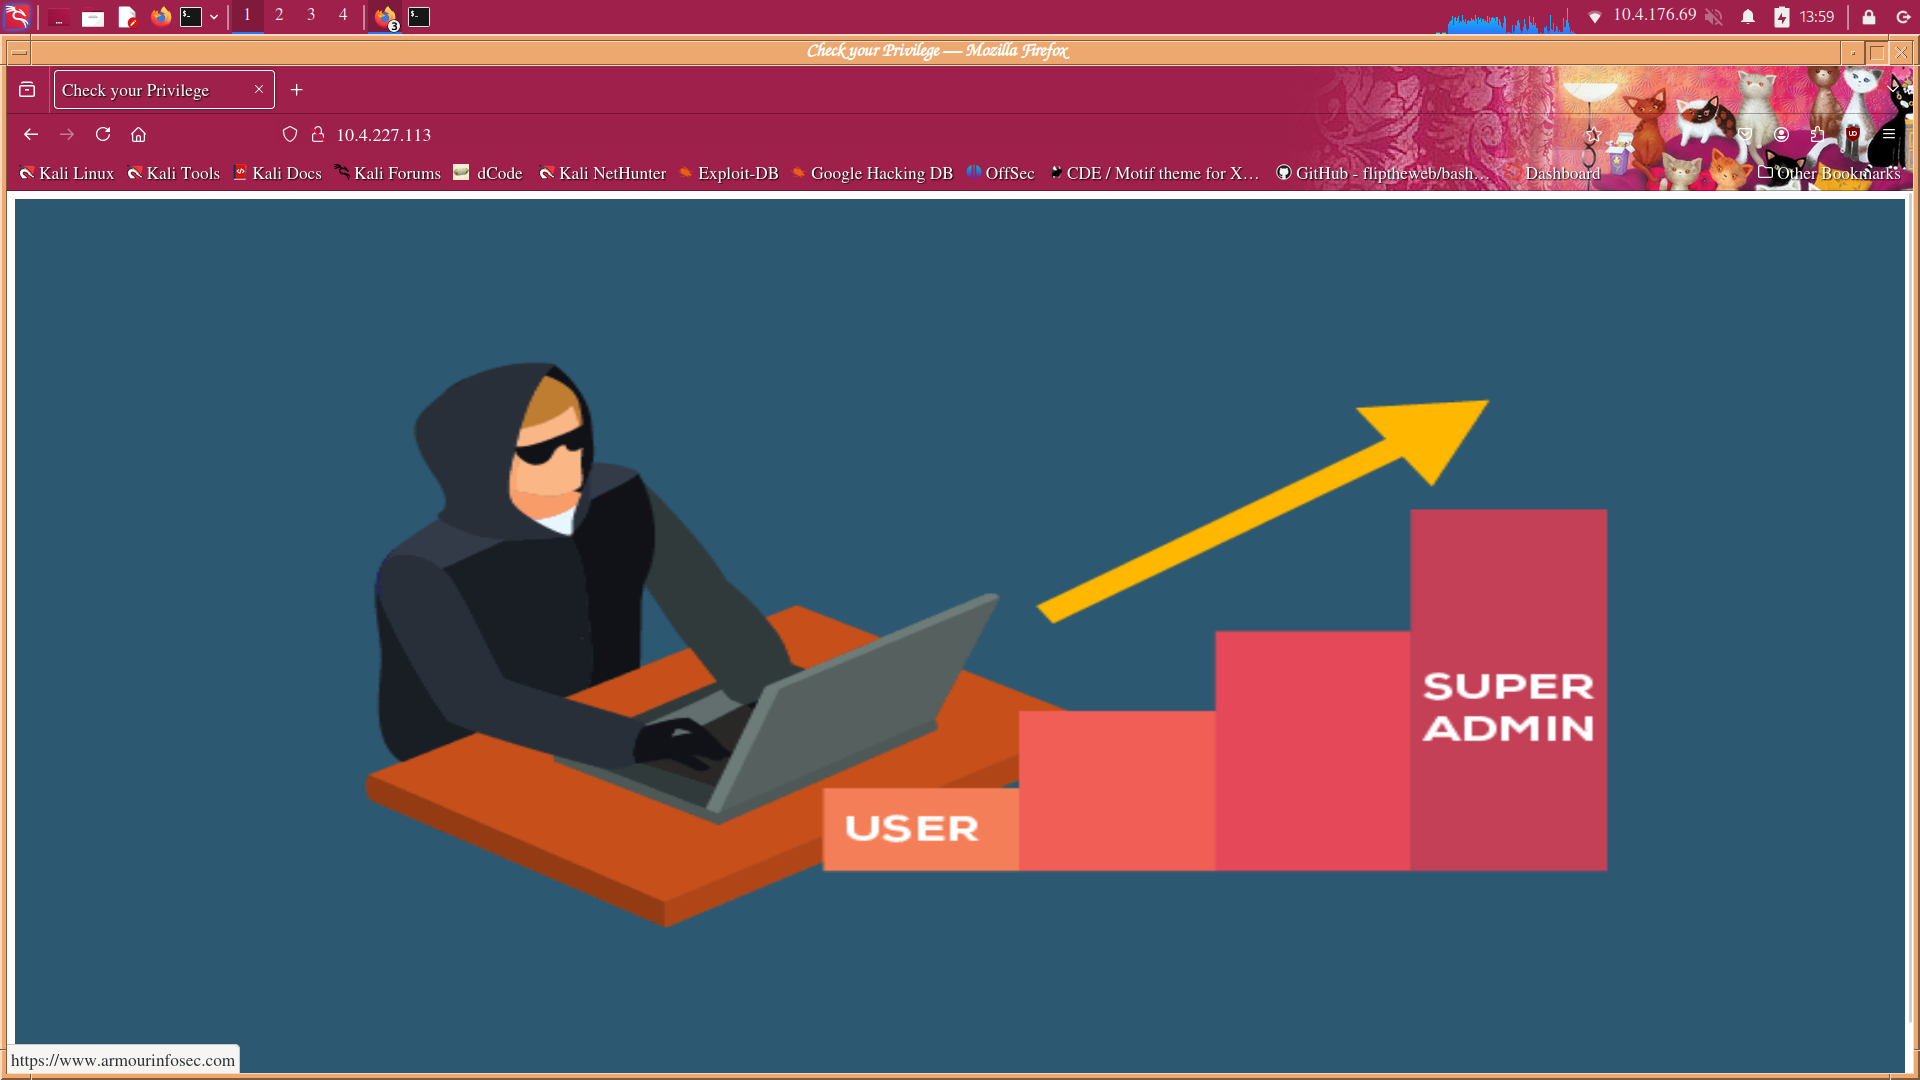 1 2 3 4 3 10.4.176.69 13:59
Check your Privilege — Mozilla Firefox
Check your Privilege
10.4.227.113
Kali Linux Kali Tools Kali Docs Kali Forums dCode Kali NetHunter Exploit-DB Google Hacking DB OffSec CDE / Motif theme for X… GitHub - fliptheweb/bash… Dashboard Other Bookmarks
SUPER
ADMIN
USER
https://www.armourinfosec.com